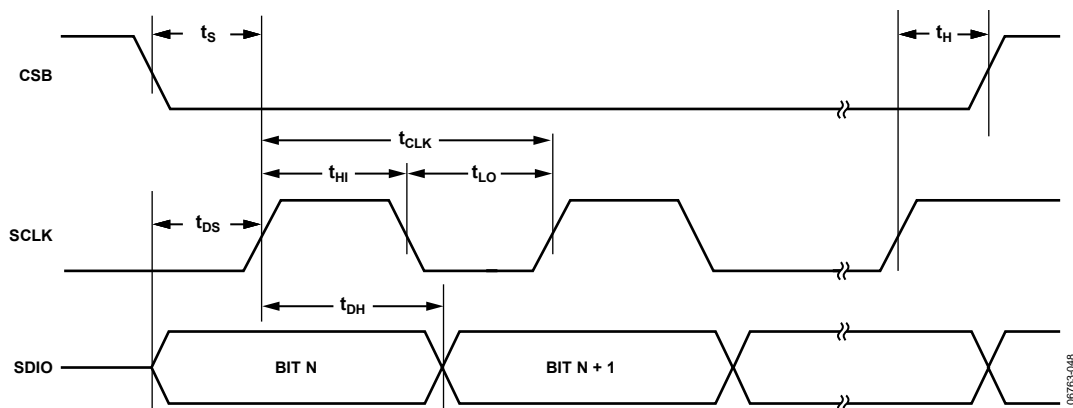 tS
tH
CSB
tCLK
tHI
tLO
tDS
SCLK
tDH
SDIO
BIT N
BIT N + 1
06763-048